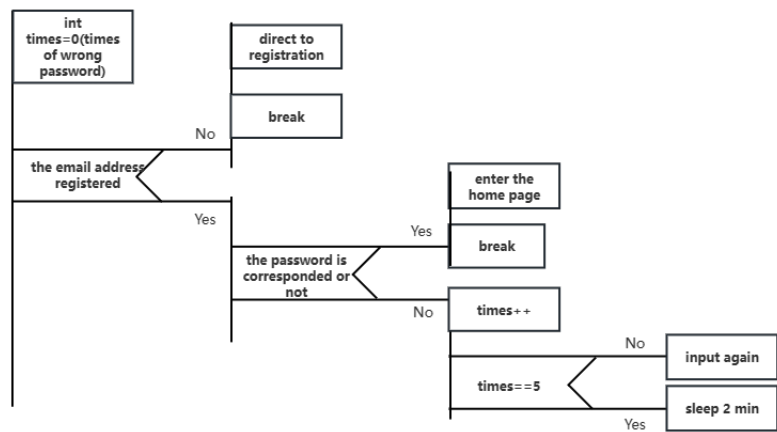 int
times=0(times
of wrong
password)
direct to
registration
break
No
the email address
registered
Yes
enter the
home page
Yes
break
the password is
corresponded or
not
No
times++
No
input again
times==5
sleep 2 min
Yes